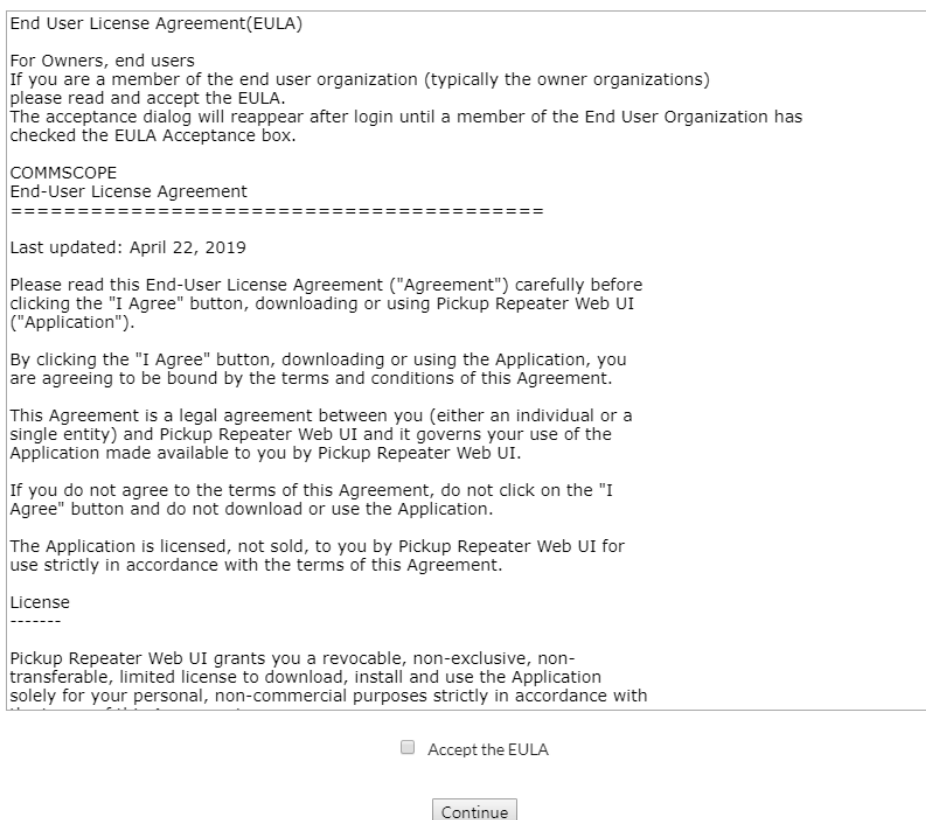 End User License Agreement(EULA)
For Owners, end users
If you are a member of the end user organization (typically the owner organizations)
please read and accept the EULA.
The acceptance dialog will reappear after login until a member of the End User Organization has
checked the EULA Acceptance box.
COMMSCOPE
End-User License Agreement
========================================
Last updated: April 22, 2019
Please read this End-User License Agreement ("Agreement") carefully before
clicking the "I Agree" button, downloading or using Pickup Repeater Web UI
("Application").
By clicking the "I Agree" button, downloading or using the Application, you
are agreeing to be bound by the terms and conditions of this Agreement.
This Agreement is a legal agreement between you (either an individual or a
single entity) and Pickup Repeater Web UI and it governs your use of the
Application made available to you by Pickup Repeater Web UI.
If you do not agree to the terms of this Agreement, do not click on the "I
Agree" button and do not download or use the Application.
The Application is licensed, not sold, to you by Pickup Repeater Web UI for
use strictly in accordance with the terms of this Agreement.
License
-------
Pickup Repeater Web UI grants you a revocable, non-exclusive, non-
transferable, limited license to download, install and use the Application
solely for your personal, non-commercial purposes strictly in accordance with
Accept the EULA
Continue